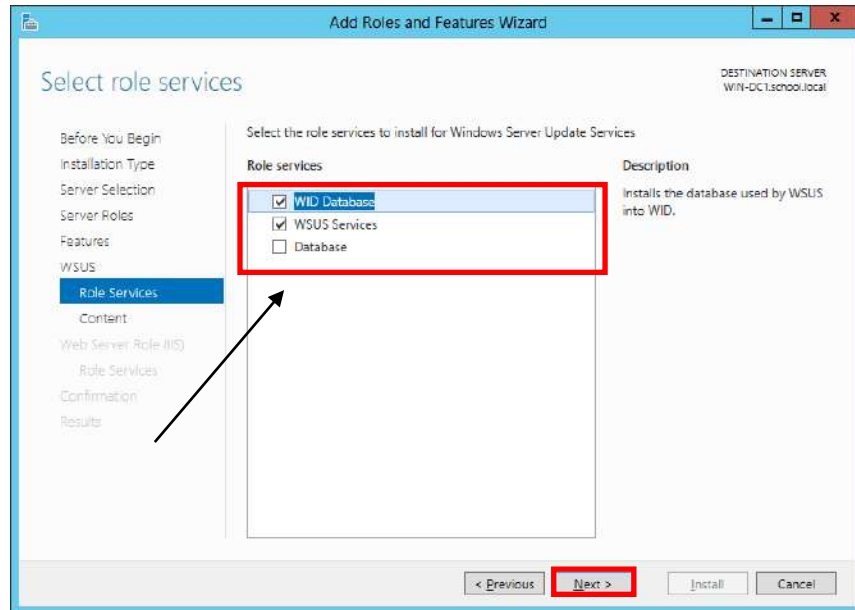 Add Roles and Features Wizard
Select role services
DESTINATION SERVER
WIN-DC1.school.local
Before You Begin
Installation Type
Server Selection
Server Roles
Features
WSUS
Role Services
Content
Web Server Role (IIS)
Role Services
Confirmation
Results
Select the role services to install for Windows Server Update Services
Role services
WID Database
WSUS Services
Database
Description
Installs the database used by WSUS
into WID.
< Previous
Next >
Install
Cancel